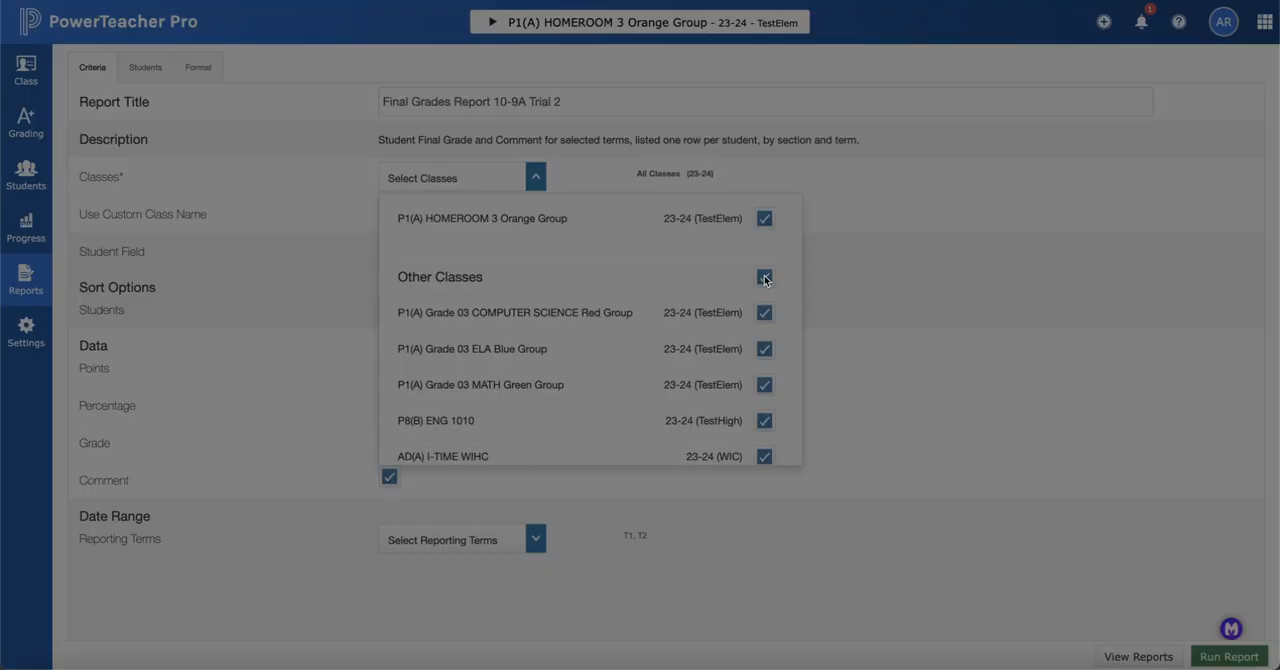 PowerTeacher Pro
P1(A) HOMEROOM 3 Orange Group - 23-24 - TestElem
1
AR
Class
Grading
Students
Progress
Reports
Settings
Criteria
Students
Format
Report Title
Final Grades Report 10-9A Trial 2
Description
Student Final Grade and Comment for selected terms, listed one row per student, by section and term.
Classes*
Select Classes
All Classes (23-24)
P1(A) HOMEROOM 3 Orange Group 23-24 (TestElem)
Other Classes
P1(A) Grade 03 COMPUTER SCIENCE Red Group 23-24 (TestElem)
P1(A) Grade 03 ELA Blue Group 23-24 (TestElem)
P1(A) Grade 03 MATH Green Group 23-24 (TestElem)
P8(B) ENG 1010 23-24 (TestHigh)
AD(A) I-TIME WIHC 23-24 (WIC)
Use Custom Class Name
Student Field
Sort Options
Students
Data
Points
Percentage
Grade
Comment
Date Range
Reporting Terms
Select Reporting Terms
T1, T2
View Reports
Run Report